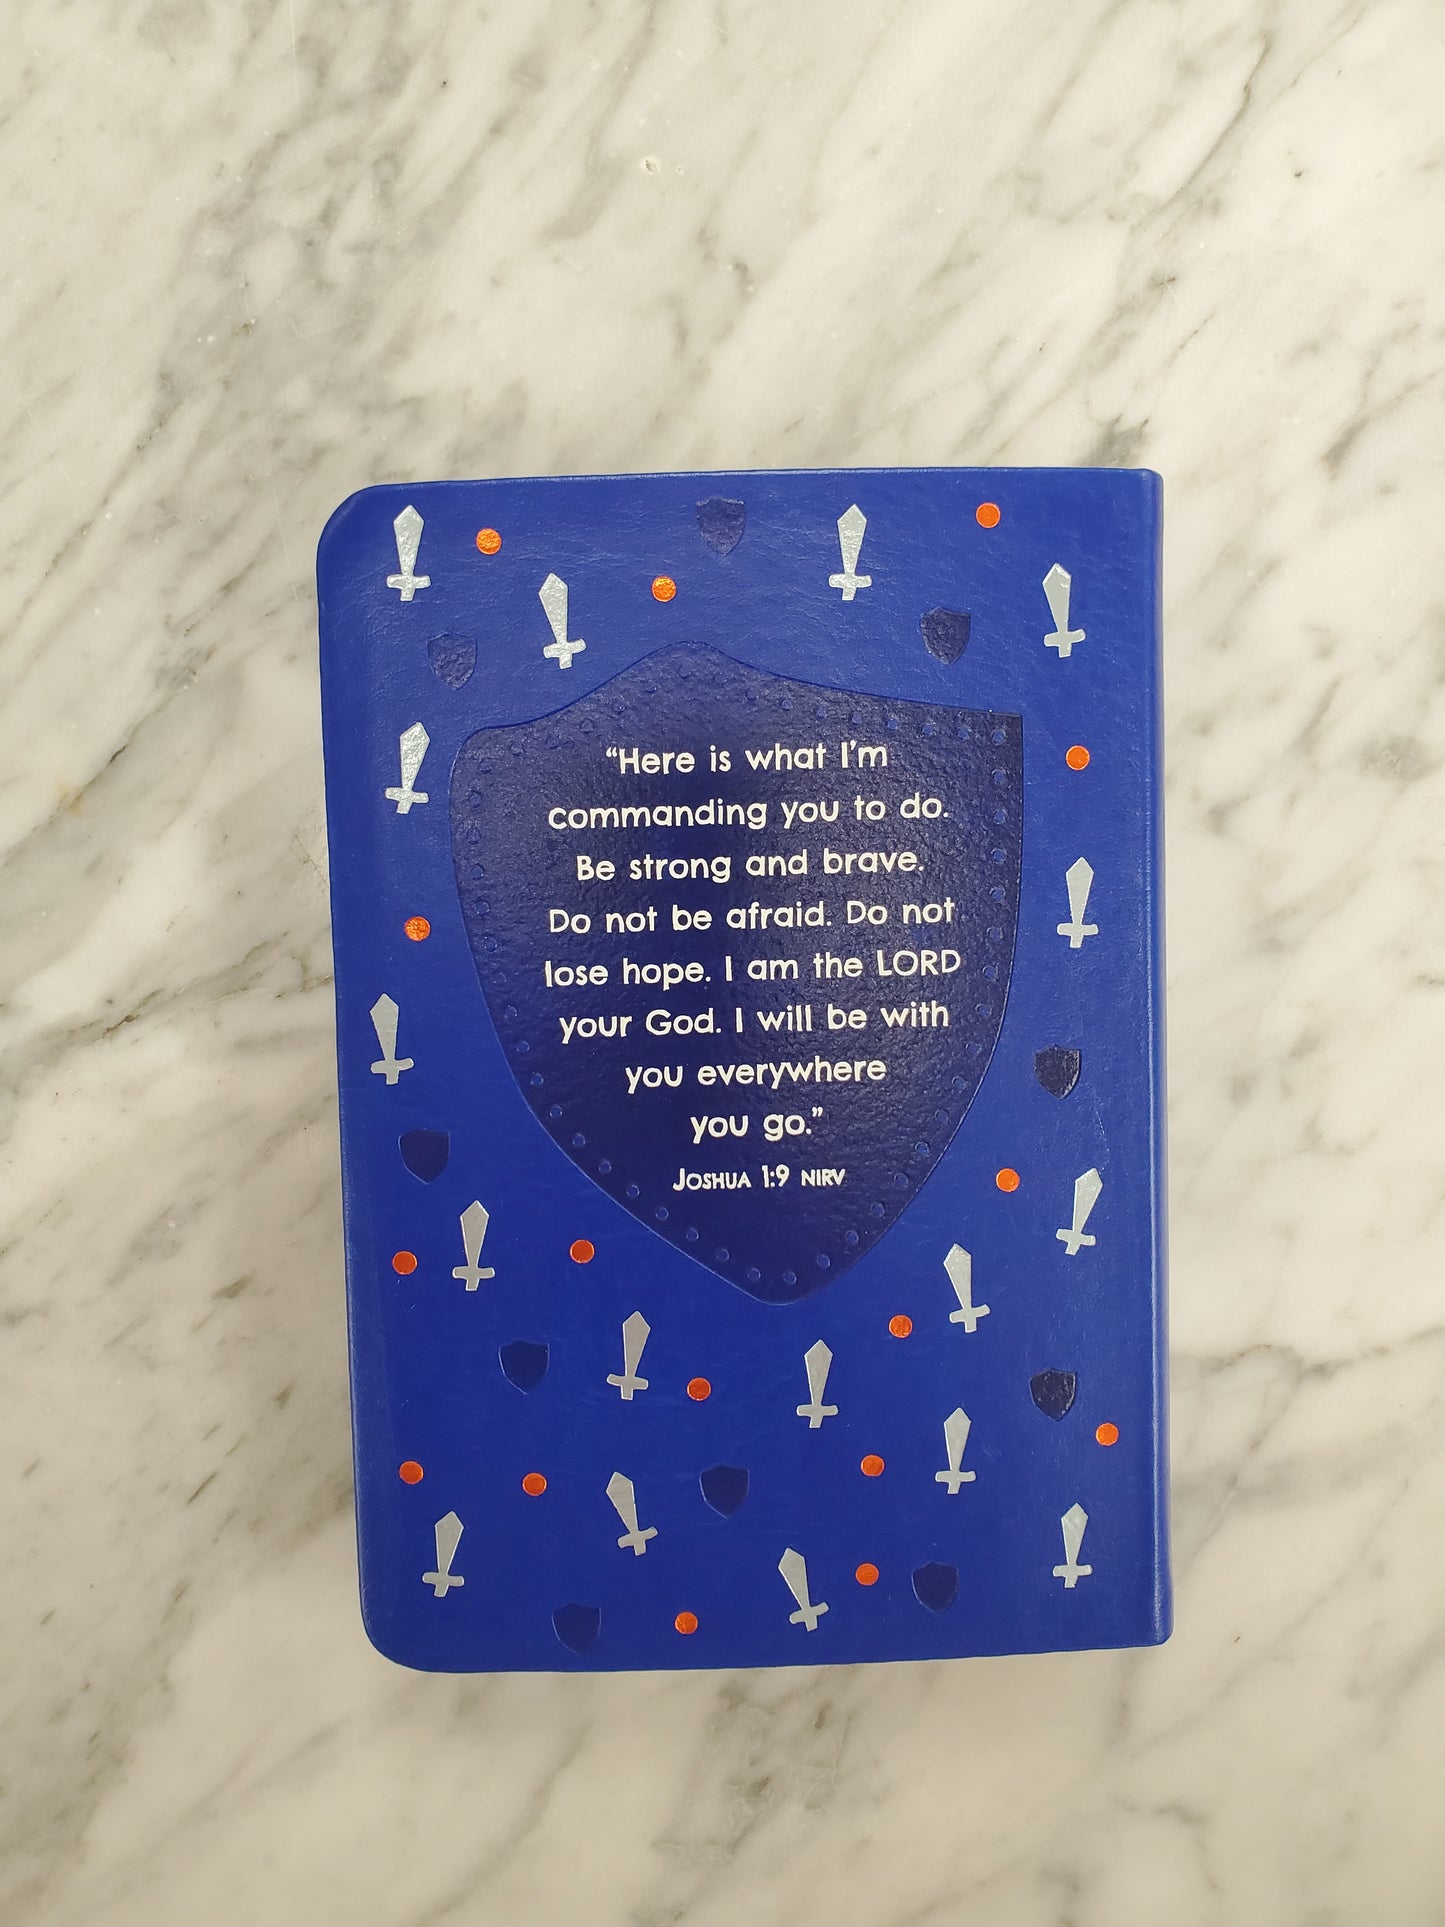 “Here is what I’m
commanding you to do.
Be strong and brave.
Do not be afraid. Do not
lose hope. I am the LORD
your God. I will be with
you everywhere
you go.”
Joshua 1:9 NIRV